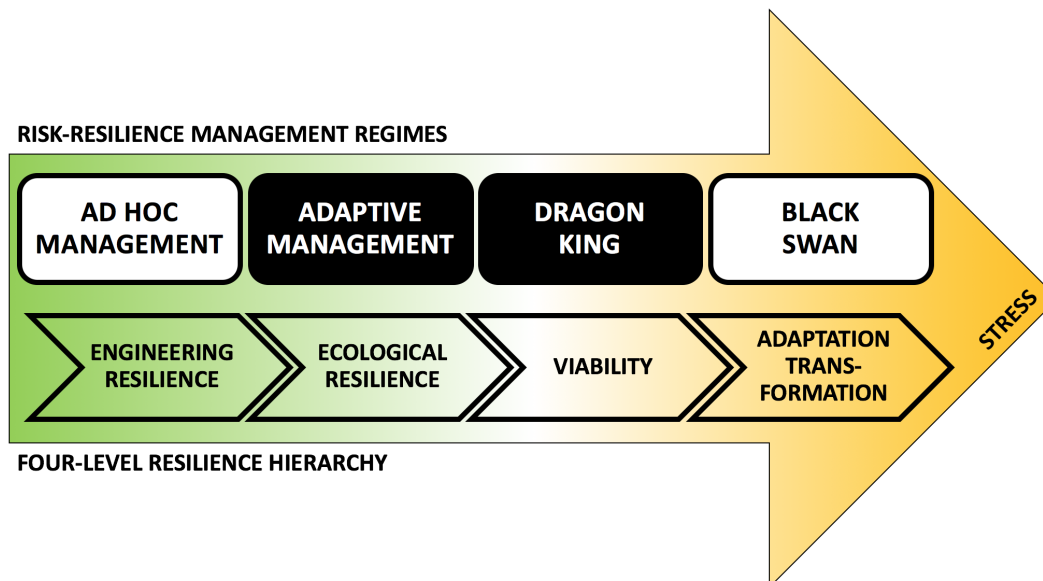 RISK-RESILIENCE MANAGEMENT REGIMES
AD HOC
MANAGEMENT
ADAPTIVE
MANAGEMENT
DRAGON
KING
BLACK
SWAN
ENGINEERING
RESILIENCE
ECOLOGICAL
RESILIENCE
VIABILITY
ADAPTATION
TRANS-
FORMATION
STRESS
FOUR-LEVEL RESILIENCE HIERARCHY